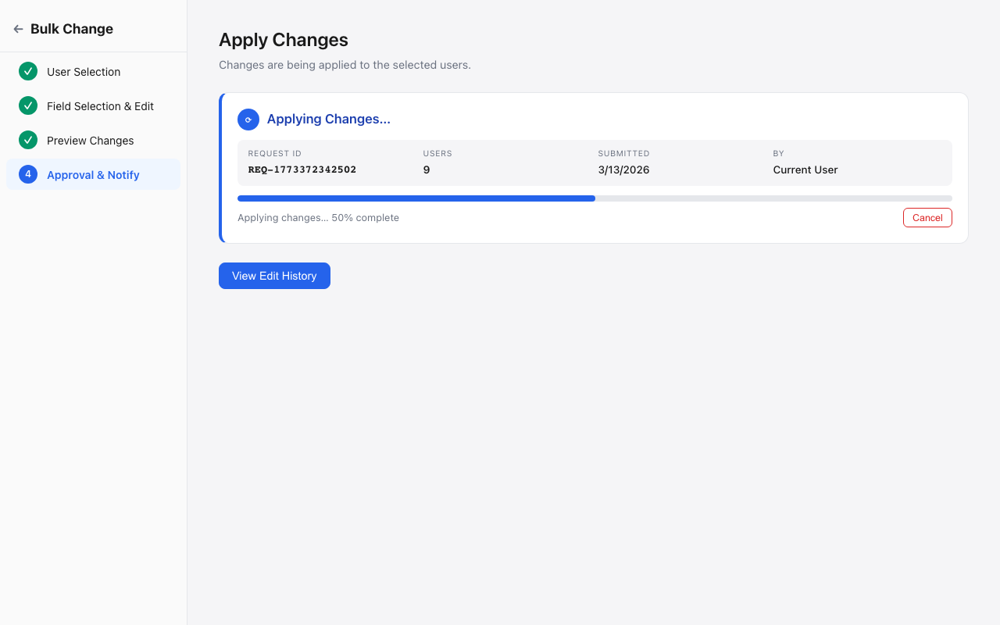 Bulk Change
User Selection
Field Selection & Edit
Preview Changes
4 Approval & Notify
Apply Changes
Changes are being applied to the selected users.
Applying Changes...
REQUEST ID USERS SUBMITTED BY
REQ-1773372342502 9 3/13/2026 Current User
Applying changes... 50% complete Cancel
View Edit History